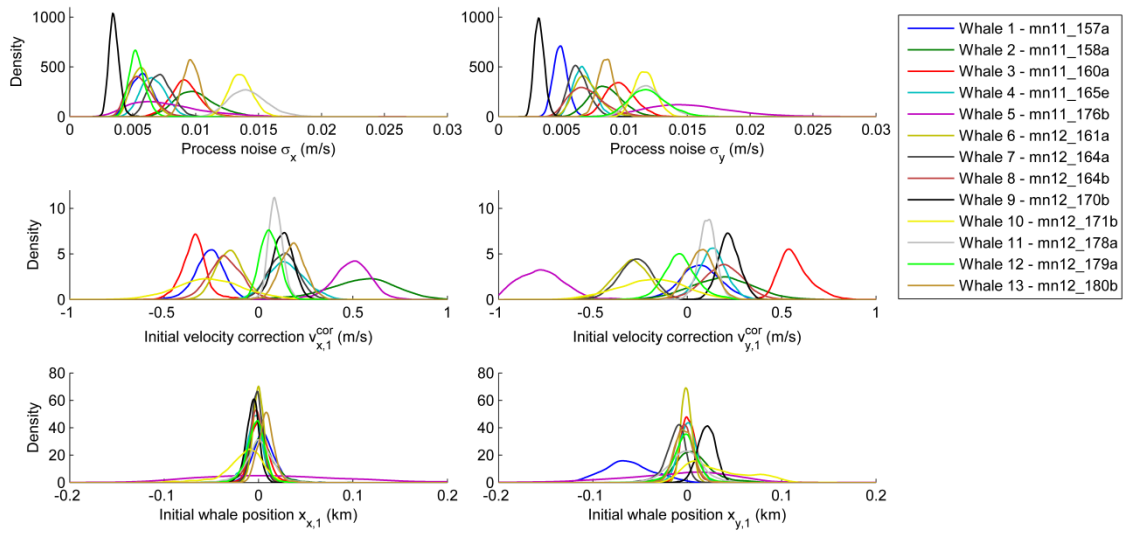 1000
500
0
Density
0 0.005 0.01 0.015 0.02 0.025 0.03
Process noise σx (m/s)
1000
500
0
0 0.005 0.01 0.015 0.02 0.025 0.03
Process noise σy (m/s)
10
5
0
Density
-1 -0.5 0 0.5 1
Initial velocity correction v^cor_x,1 (m/s)
10
5
0
-1 -0.5 0 0.5 1
Initial velocity correction v^cor_y,1 (m/s)
80
60
40
20
0
Density
-0.2 -0.1 0 0.1 0.2
Initial whale position x_x,1 (km)
80
60
40
20
0
-0.2 -0.1 0 0.1 0.2
Initial whale position x_y,1 (km)
Whale 1 - mn11_157a
Whale 2 - mn11_158a
Whale 3 - mn11_160a
Whale 4 - mn11_165e
Whale 5 - mn11_176b
Whale 6 - mn12_161a
Whale 7 - mn12_164a
Whale 8 - mn12_164b
Whale 9 - mn12_170b
Whale 10 - mn12_171b
Whale 11 - mn12_178a
Whale 12 - mn12_179a
Whale 13 - mn12_180b